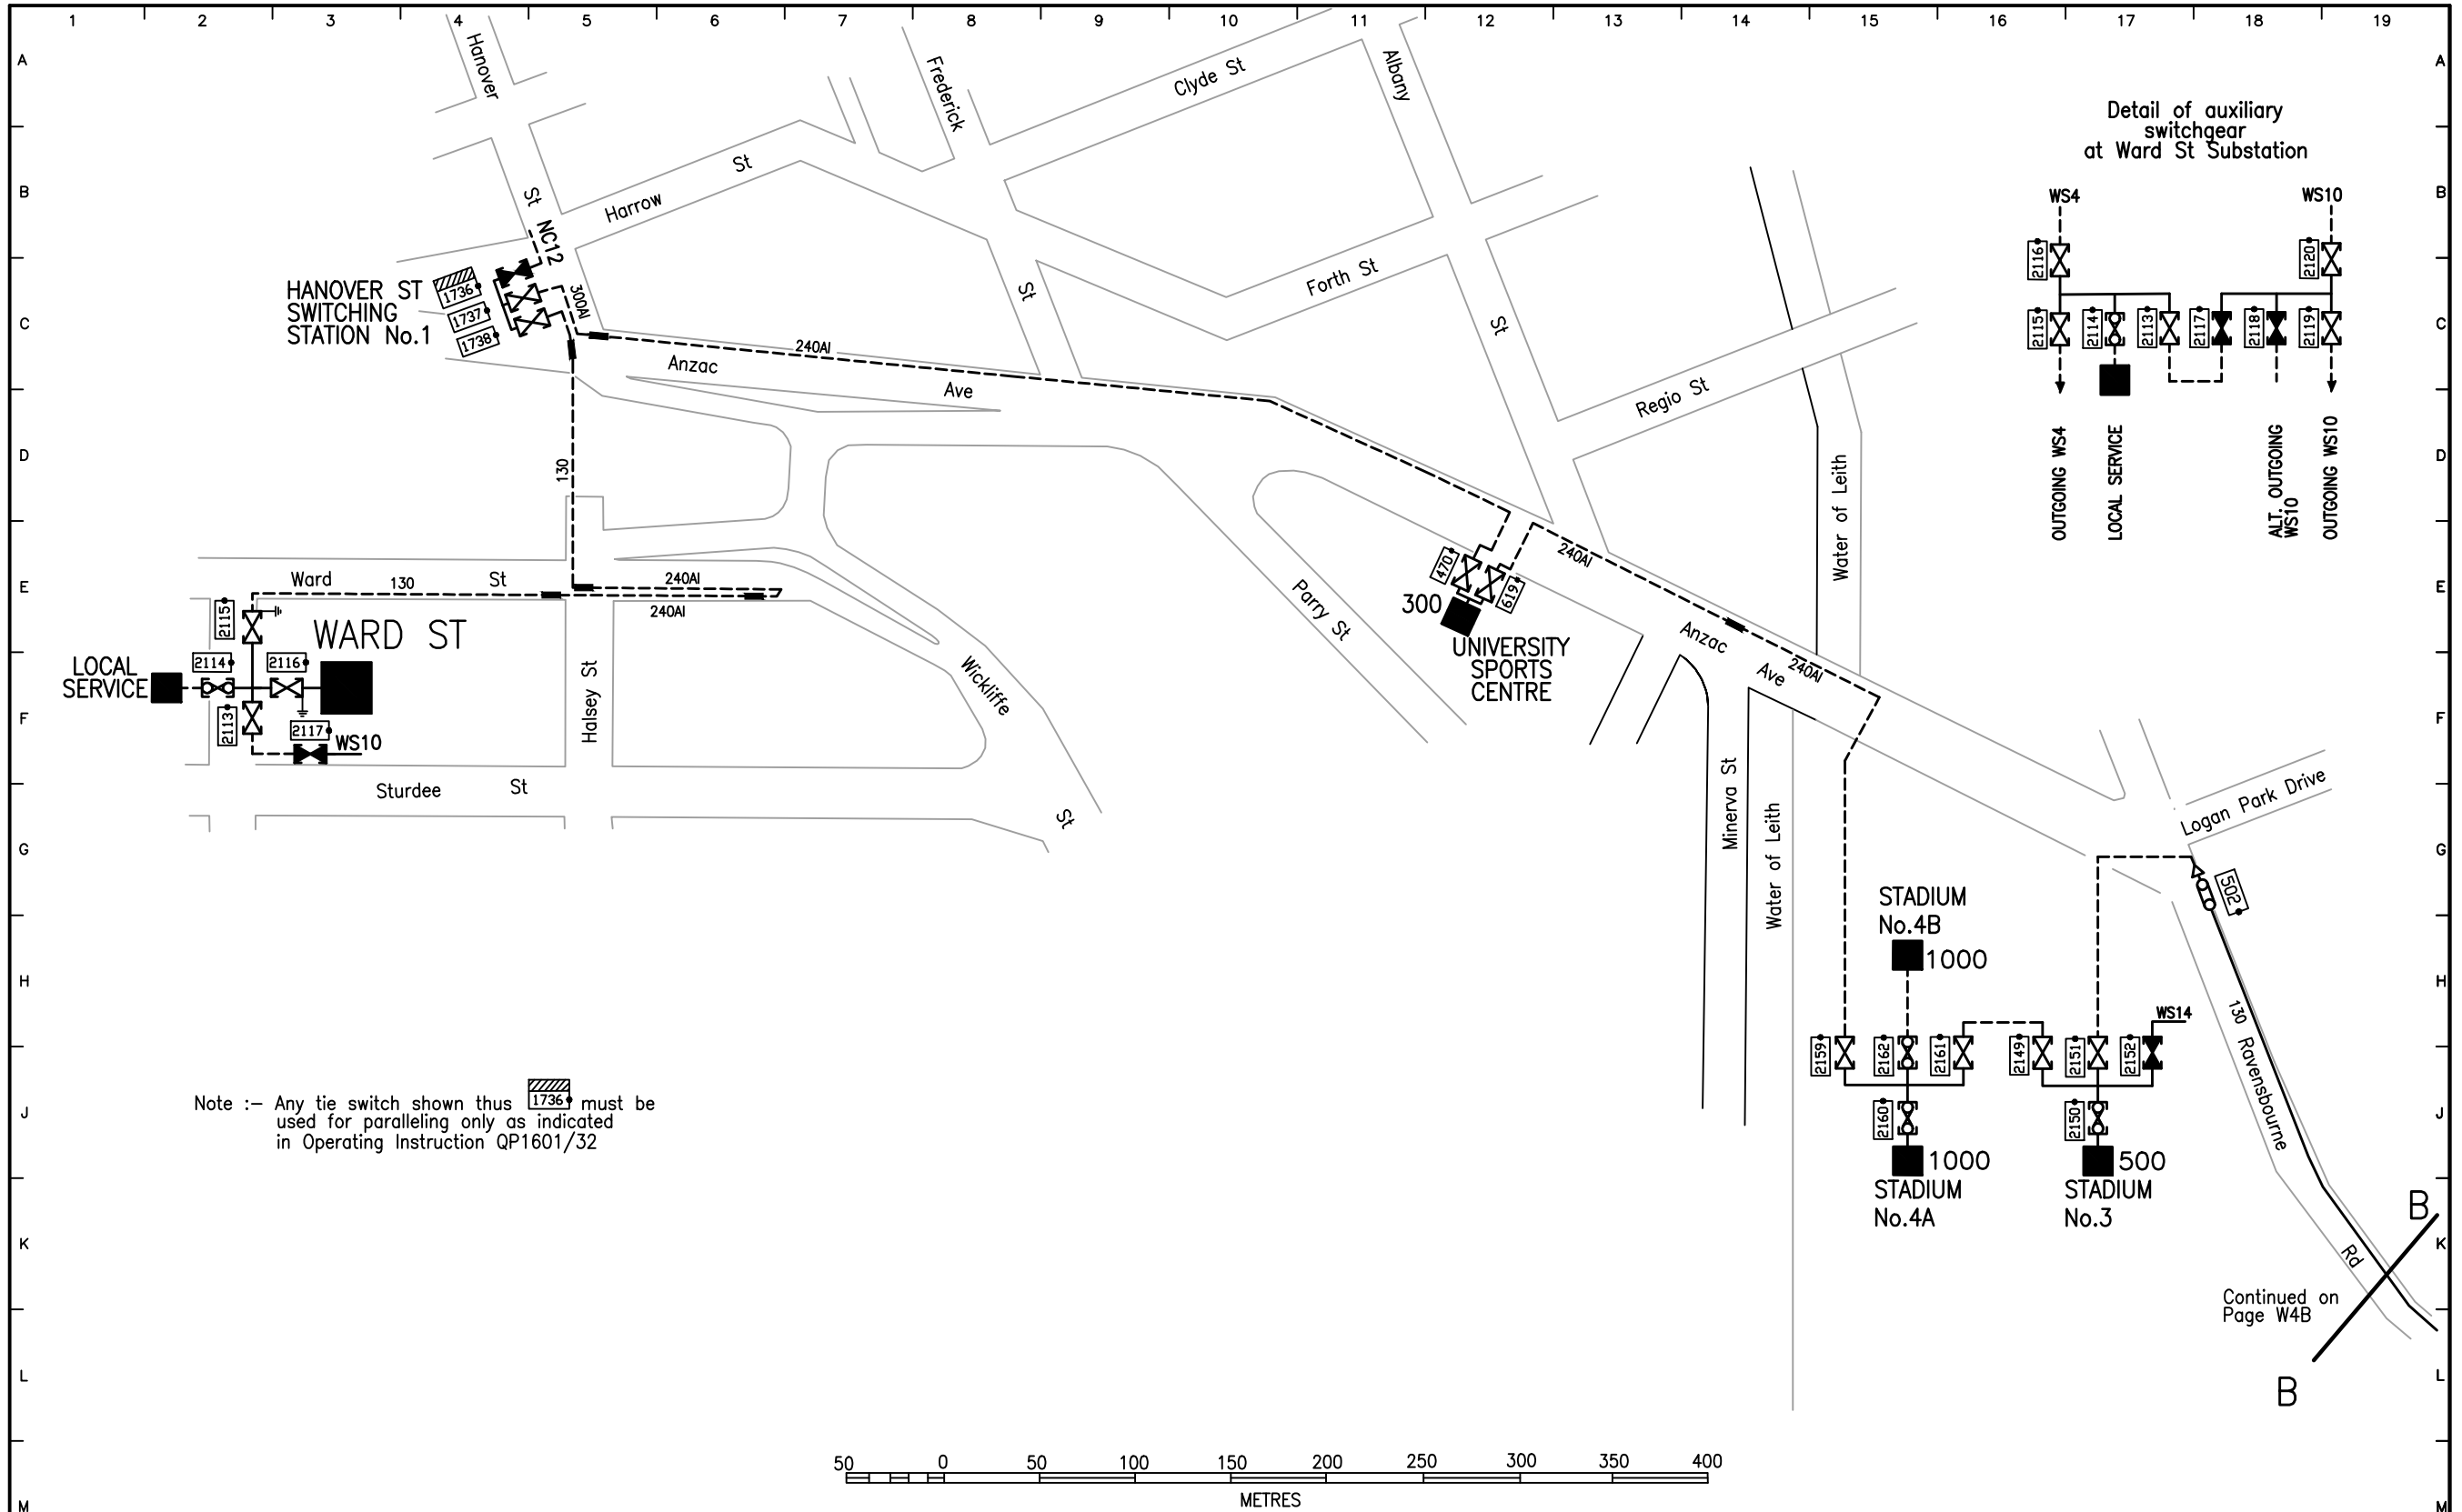 1 2 3 4 5 6 7 8 9 10 11 12 13 14 15 16 17 18 19
A
A
B
B
C
C
D
D
E
E
F
F
G
G
H
H
J
J
K
K
L
L
M
M
Hanover
St
NC12
Frederick
St
Clyde St
Albany
St
Harrow
St
Forth St
Regio St
Detail of auxiliary
switchgear
at Ward St Substation
WS4
WS10
2116
2120
2115
2114
2113
2117
2118
2119
OUTGOING WS4
LOCAL SERVICE
ALT. OUTGOING
WS10
OUTGOING WS10
HANOVER ST
SWITCHING
STATION No.1
1736
1737
1738
300Al
240Al
Anzac
Ave
130
Ward
130
St
240Al
240Al
2115
WARD ST
LOCAL
SERVICE
2114
2116
2113
2117
WS10
Halsey St
Sturdee
St
Wickliffe
St
Parry St
470
619
300
UNIVERSITY
SPORTS
CENTRE
240Al
Anzac
Ave
240Al
Water of Leith
Minerva St
Water of Leith
Logan Park Drive
502
STADIUM
No.4B
1000
WS14
2159
2162
2161
2149
2151
2152
2160
2150
1000
500
STADIUM
No.4A
STADIUM
No.3
130 Ravensbourne
Rd
B
B
Continued on
Page W4B
Note :- Any tie switch shown thus 1736 must be
used for paralleling only as indicated
in Operating Instruction QP1601/32
50 0 50 100 150 200 250 300 350 400
METRES